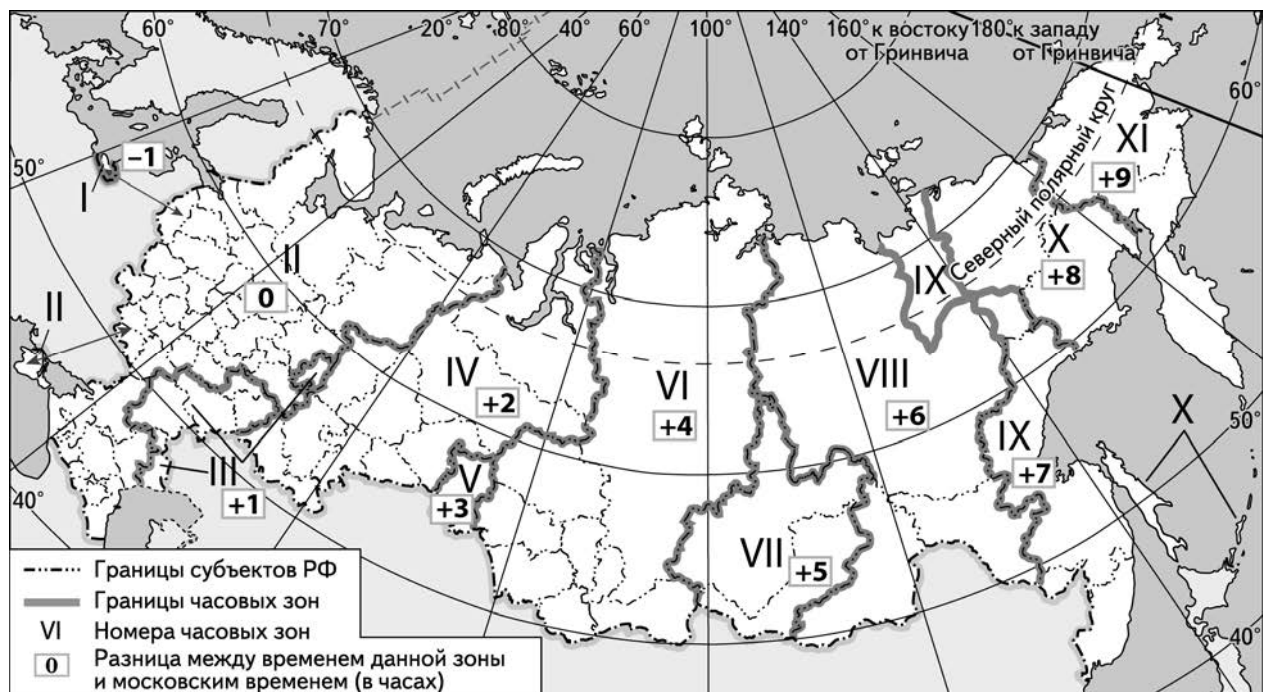 60°
70°
20°
40°
60°
80°
100°
120°
140°
160° к востоку
от Гринвича
180° к западу
от Гринвича
60°
50°
I
–1
II
0
II
III
+1
IV
+2
V
+3
VI
+4
VII
+5
VIII
+6
IX
IX
+7
Северный полярный круг
X
+8
XI
+9
X
50°
40°
40°
Границы субъектов РФ
Границы часовых зон
VI Номера часовых зон
0 Разница между временем данной зоны
и московским временем (в часах)